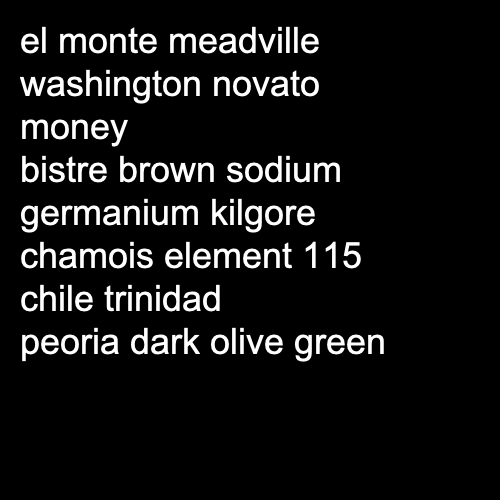 el monte meadville
washington novato
money
bistre brown sodium
germanium kilgore
chamois element 115
chile trinidad
peoria dark olive green